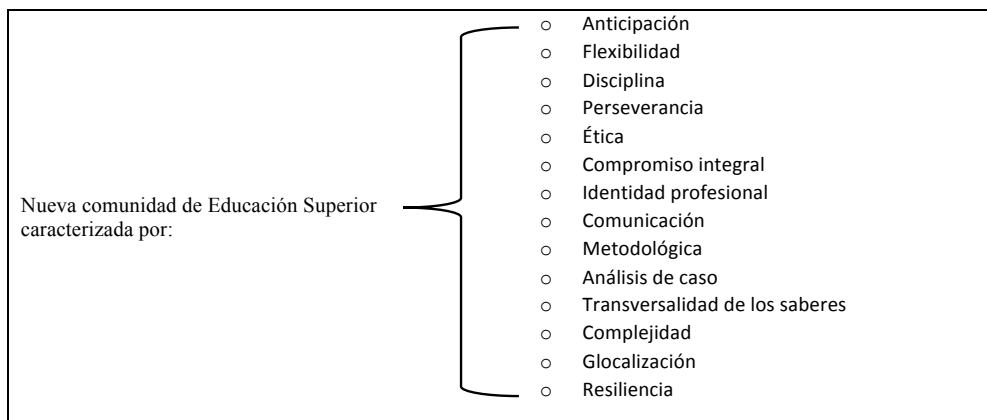 Nueva comunidad de Educación Superior
caracterizada por:
o Anticipación
o Flexibilidad
o Disciplina
o Perseverancia
o Ética
o Compromiso integral
o Identidad profesional
o Comunicación
o Metodológica
o Análisis de caso
o Transversalidad de los saberes
o Complejidad
o Glocalización
o Resiliencia